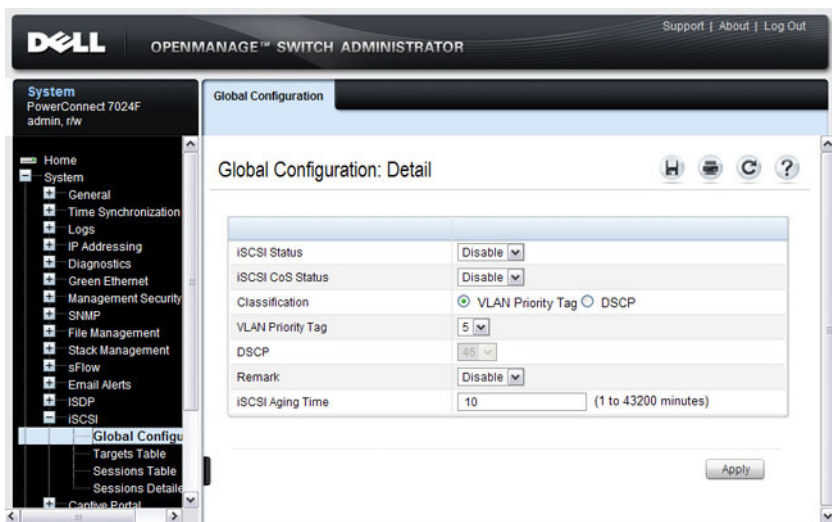 Support | About | Log Out
DELL OPENMANAGE™ SWITCH ADMINISTRATOR
System
PowerConnect 7024F
admin, r/w
Home
System
General
Time Synchronization
Logs
IP Addressing
Diagnostics
Green Ethernet
Management Security
SNMP
File Management
Stack Management
sFlow
Email Alerts
ISDP
iSCSI
Global Configu
Targets Table
Sessions Table
Sessions Detaile
Captive Portal
Global Configuration
Global Configuration: Detail
?
iSCSI Status Disable
iSCSI CoS Status Disable
Classification VLAN Priority Tag DSCP
VLAN Priority Tag 5
DSCP 46
Remark Disable
iSCSI Aging Time 10 (1 to 43200 minutes)
Apply